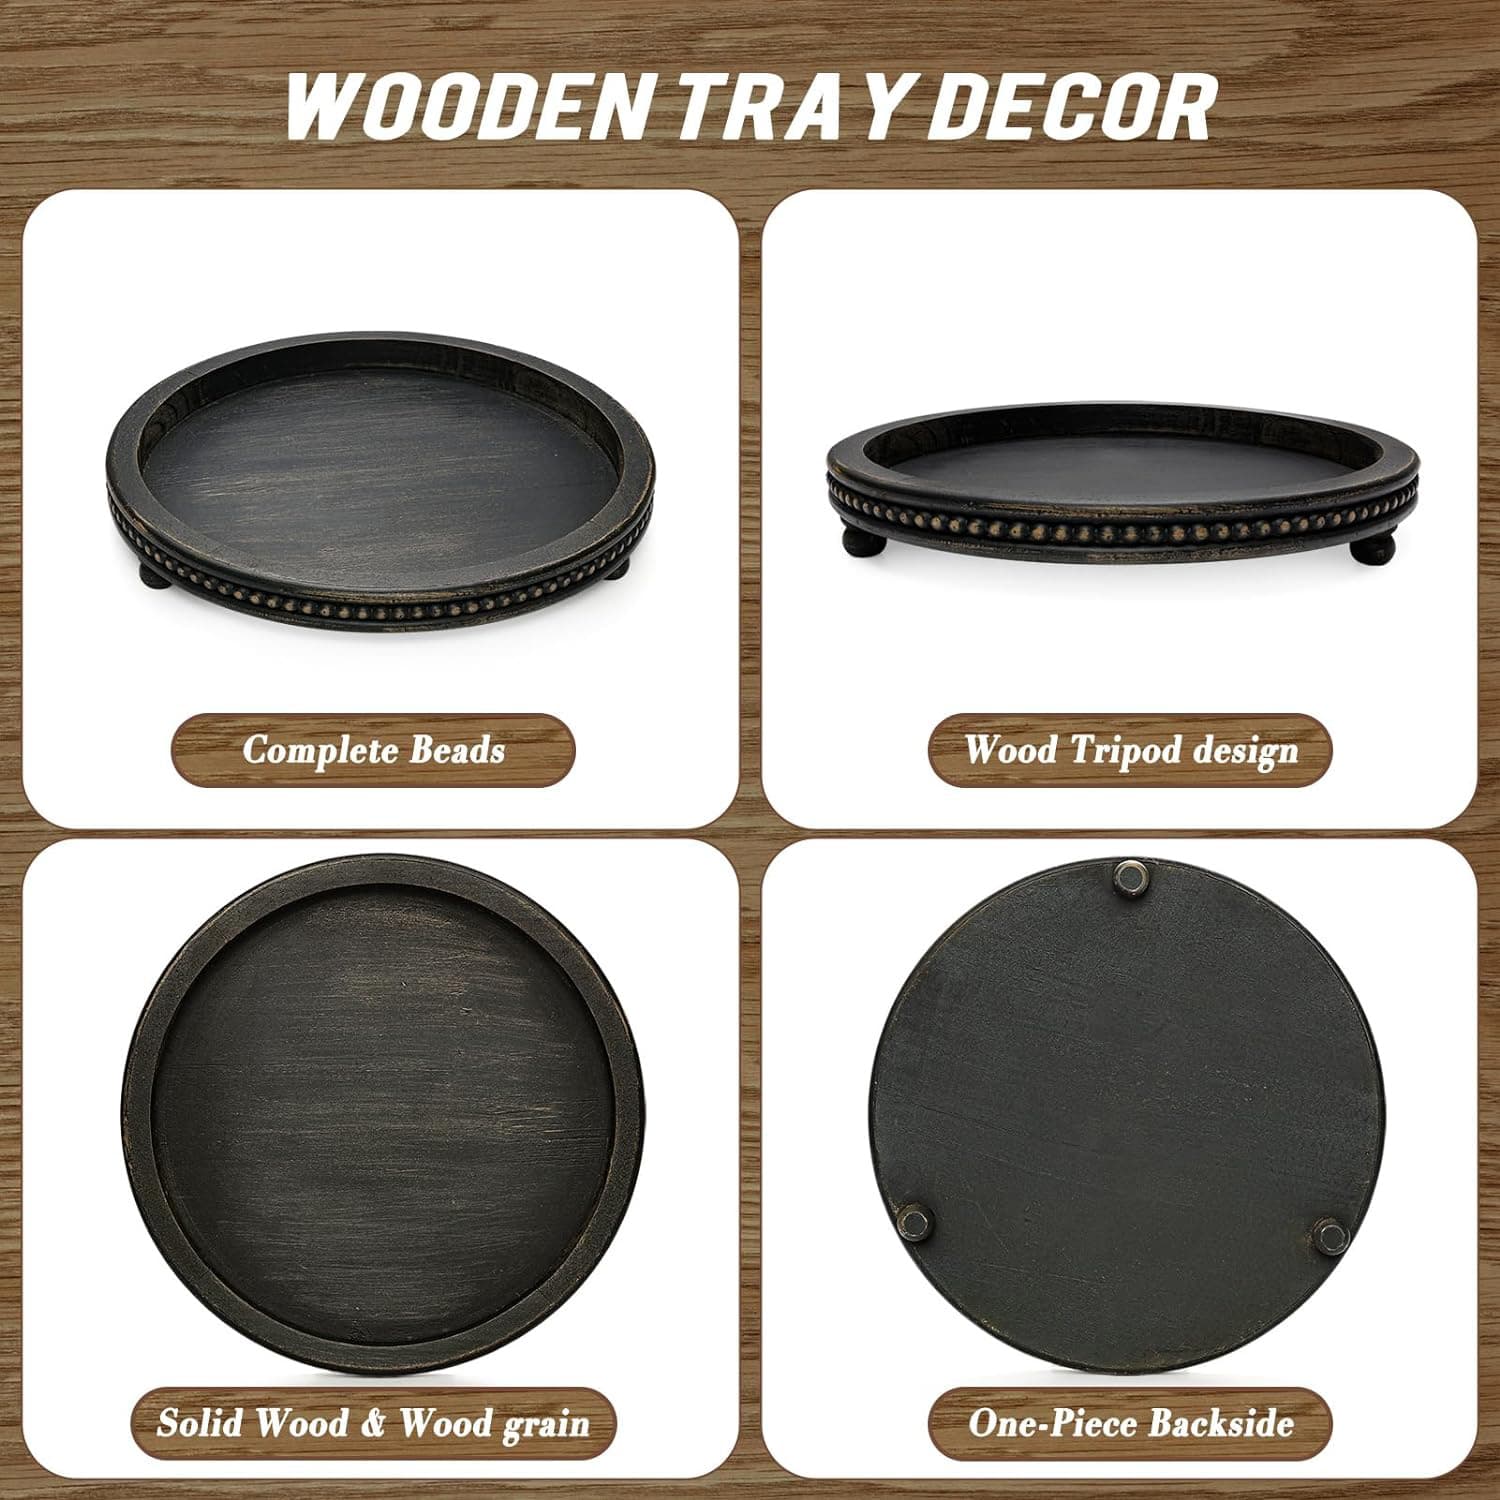 WOODEN TRAY DECOR
Complete Beads
Wood Tripod design
Solid Wood & Wood grain
One-Piece Backside